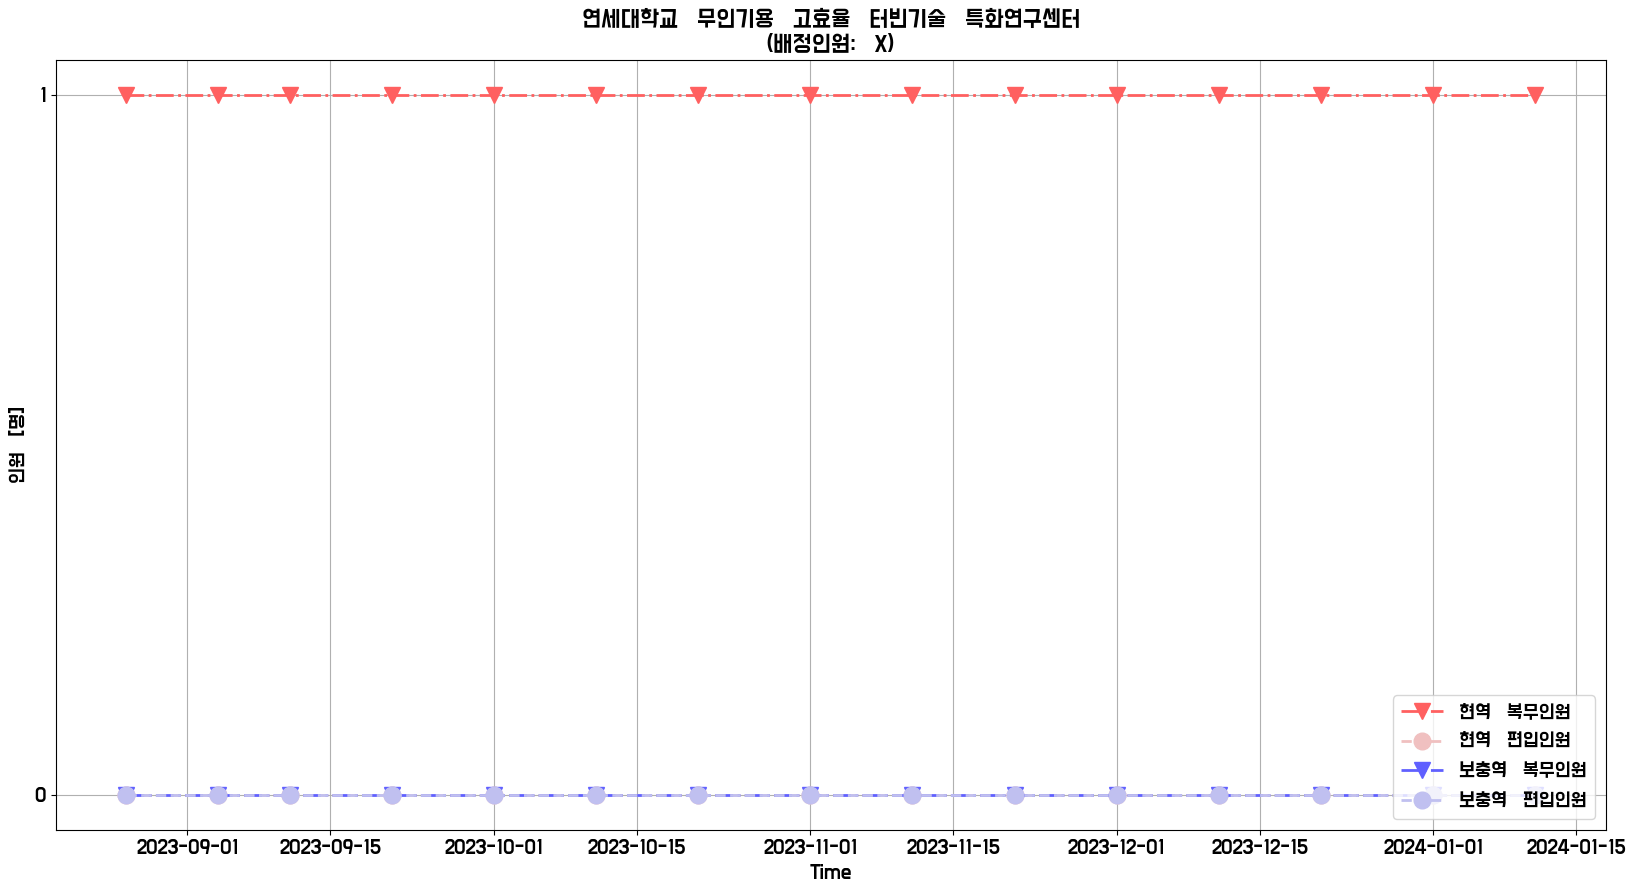 연세대학교 무인기용 고효율 터빈기술 특화연구센터
(배정인원: X)
1
0
인원 [명]
현역 복무인원
현역 편입인원
보충역 복무인원
보충역 편입인원
2023-09-01 2023-09-15 2023-10-01 2023-10-15 2023-11-01 2023-11-15 2023-12-01 2023-12-15 2024-01-01 2024-01-15
Time